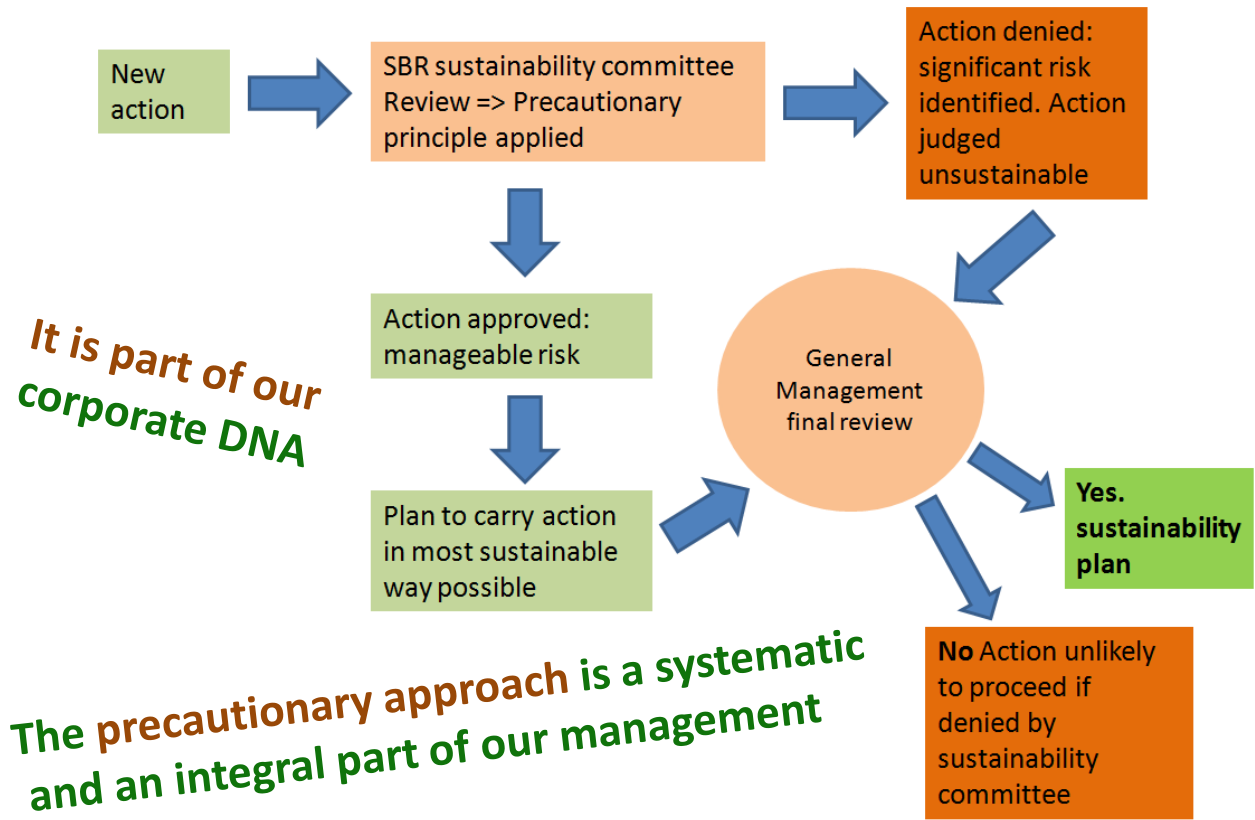 New
action
SBR sustainability committee
Review => Precautionary
principle applied
Action denied:
significant risk
identified. Action
judged
unsustainable
Action approved:
manageable risk
It is part of our
corporate DNA
General
Management
final review
Plan to carry action
in most sustainable
way possible
Yes.
sustainability
plan
No Action unlikely
to proceed if
denied by
sustainability
committee
The precautionary approach is a systematic
and an integral part of our management